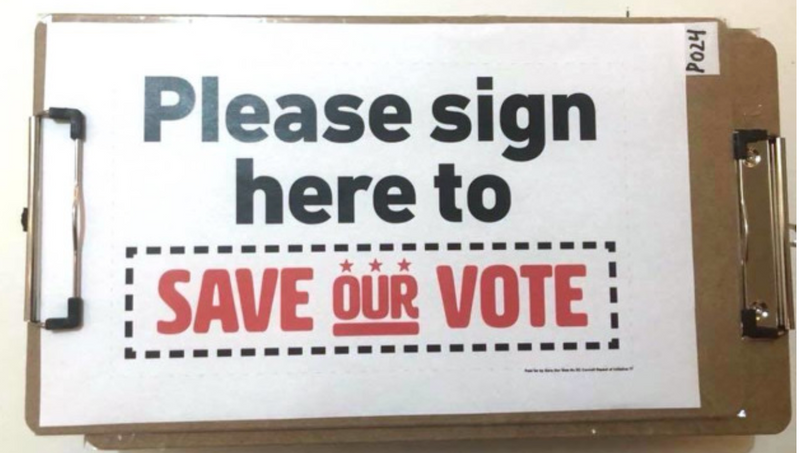 Please sign
here to
SAVE OUR VOTE
P024